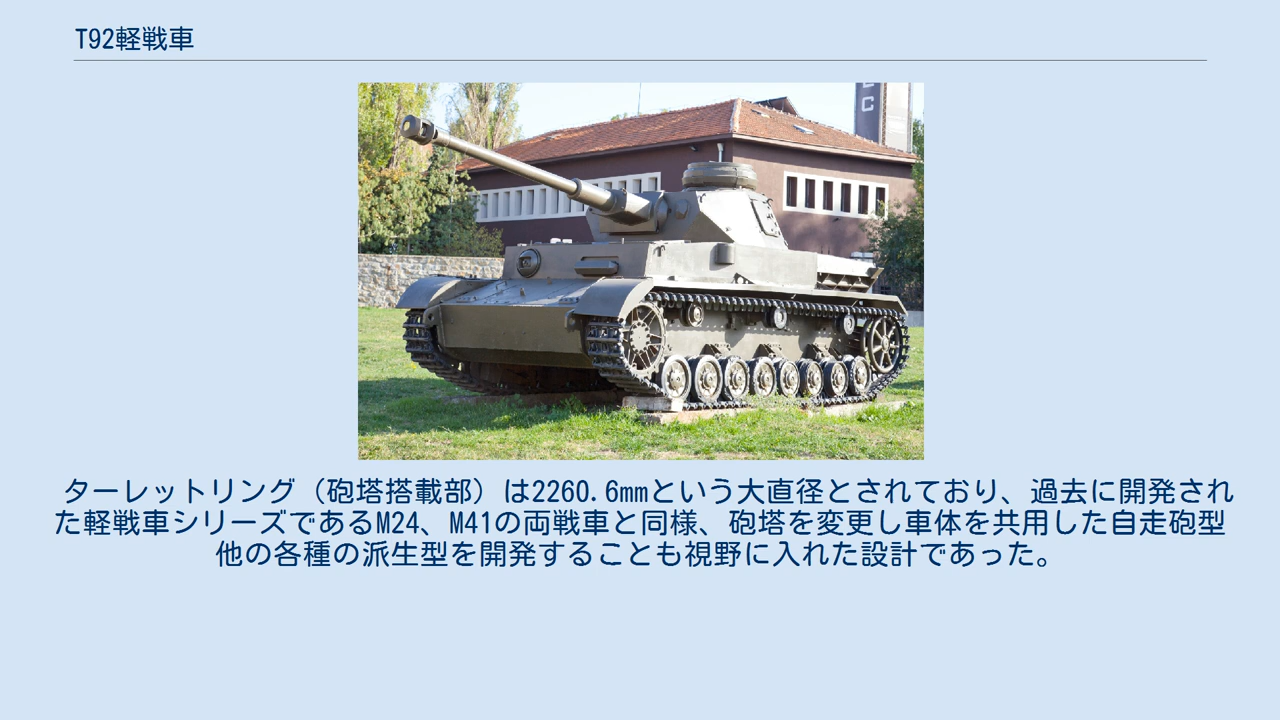 T92軽戦車
C
ターレットリング（砲塔搭載部）は2260.6mmという大直径とされており、過去に開発され
た軽戦車シリーズであるM24、M41の両戦車と同様、砲塔を変更し車体を共用した自走砲型
他の各種の派生型を開発することも視野に入れた設計であった。